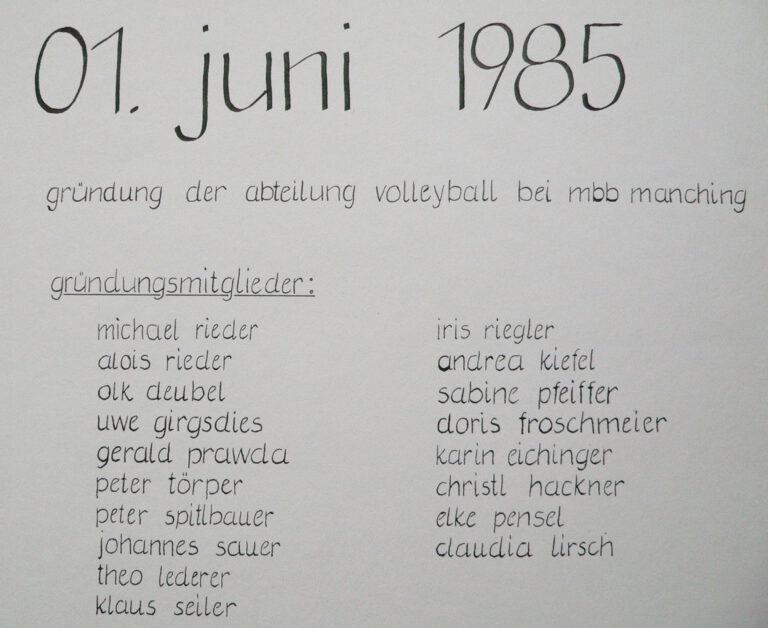 01. juni 1985
gründung der abteilung volleyball bei mbb manching
gründungsmitglieder:
michael rieder
alois rieder
olk deubel
uwe girgsdies
gerald prawda
peter törper
peter spitlbauer
johannes sauer
theo lederer
klaus seiler
iris riegler
andrea kiefel
sabine pfeiffer
doris froschmeier
karin eichinger
christl hackner
elke pensel
claudia lirsch